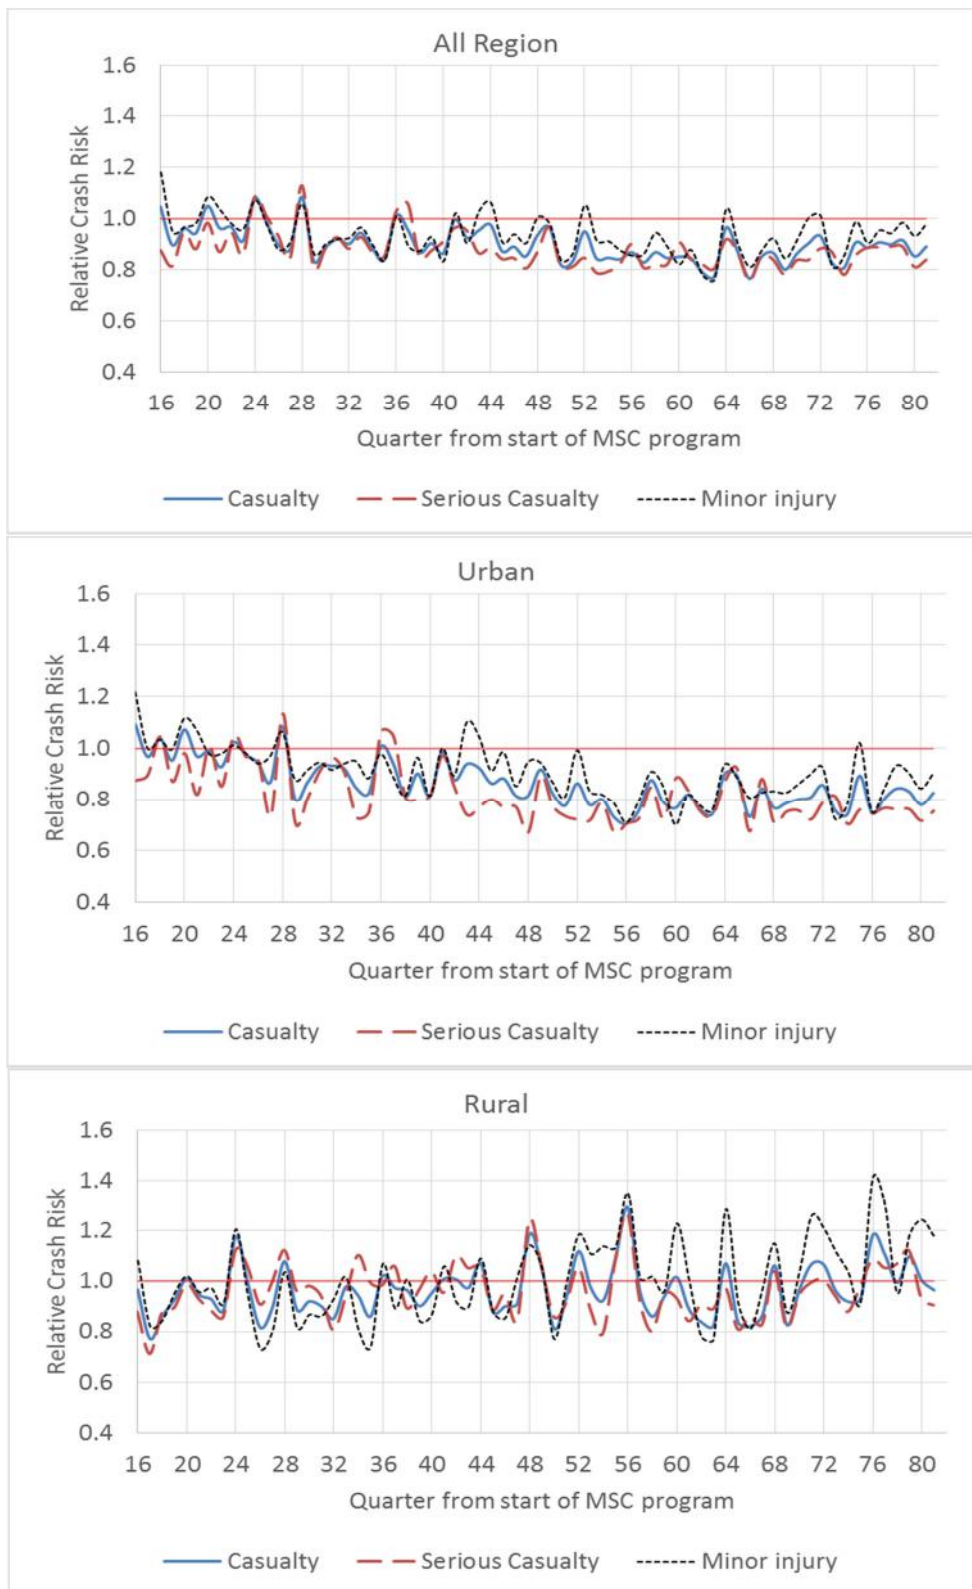 All Region
1.6
1.4
1.2
1.0
0.8
0.6
0.4
Relative Crash Risk
16 20 24 28 32 36 40 44 48 52 56 60 64 68 72 76 80
Quarter from start of MSC program
Casualty Serious Casualty Minor injury
Urban
1.6
1.4
1.2
1.0
0.8
0.6
0.4
Relative Crash Risk
16 20 24 28 32 36 40 44 48 52 56 60 64 68 72 76 80
Quarter from start of MSC program
Casualty Serious Casualty Minor injury
Rural
1.6
1.4
1.2
1.0
0.8
0.6
0.4
Relative Crash Risk
16 20 24 28 32 36 40 44 48 52 56 60 64 68 72 76 80
Quarter from start of MSC program
Casualty Serious Casualty Minor injury